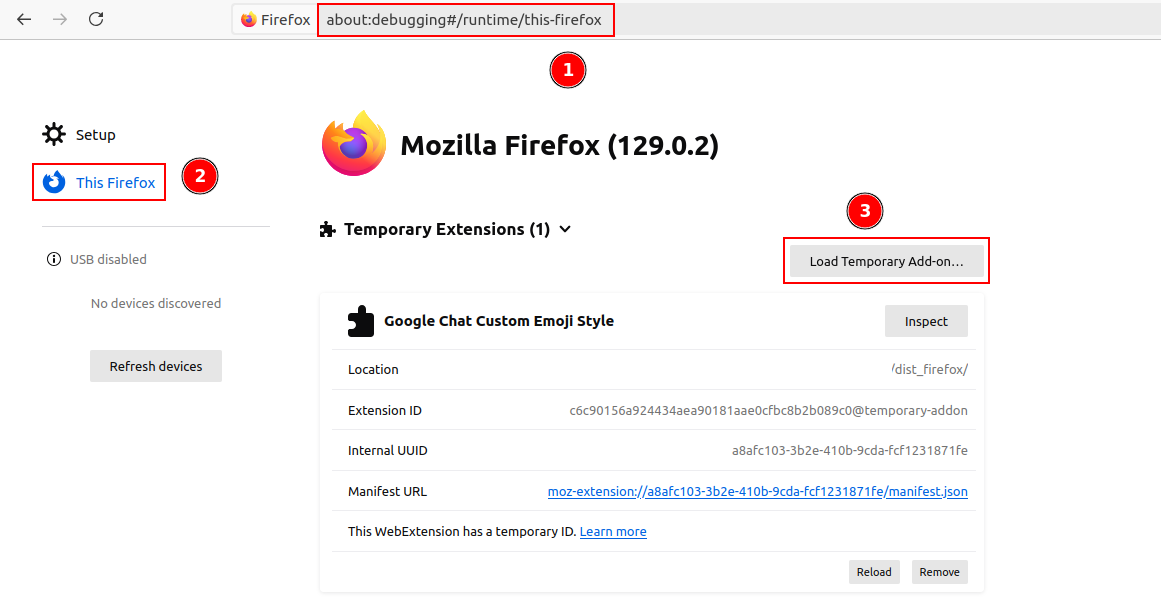 Firefox about:debugging#/runtime/this-firefox
1
Setup
Mozilla Firefox (129.0.2)
This Firefox
2
3
Temporary Extensions (1)
USB disabled
Load Temporary Add-on...
No devices discovered
Google Chat Custom Emoji Style
Inspect
Refresh devices
Location /dist_firefox/
Extension ID c6c90156a924434aea90181aae0cfbc8b2b089c0@temporary-addon
Internal UUID a8afc103-3b2e-410b-9cda-fcf1231871fe
Manifest URL moz-extension://a8afc103-3b2e-410b-9cda-fcf1231871fe/manifest.json
This WebExtension has a temporary ID. Learn more
Reload Remove